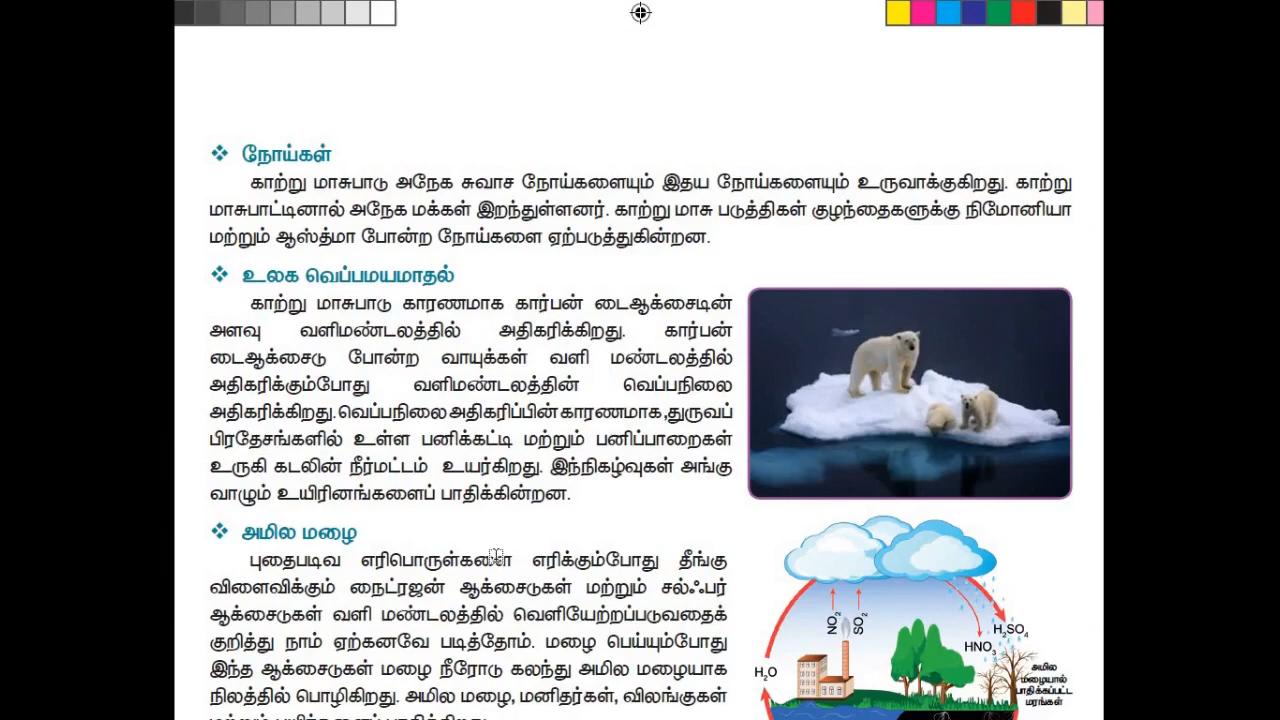 ❖ நோய்கள்
காற்று மாசுபாடு அநேக சுவாச நோய்களையும் இதய நோய்களையும் உருவாக்குகிறது. காற்று
மாசுபாட்டினால் அநேக மக்கள் இறந்துள்ளனர். காற்று மாசு படுத்திகள் குழந்தைகளுக்கு நிமோனியா
மற்றும் ஆஸ்த்மா போன்ற நோய்களை ஏற்படுத்துகின்றன.
❖ உலக வெப்பமயமாதல்
காற்று மாசுபாடு காரணமாக கார்பன் டைஆக்சைடின்
அளவு வளிமண்டலத்தில் அதிகரிக்கிறது. கார்பன்
டைஆக்சைடு போன்ற வாயுக்கள் வளி மண்டலத்தில்
அதிகரிக்கும்போது வளிமண்டலத்தின் வெப்பநிலை
அதிகரிக்கிறது. வெப்பநிலை அதிகரிப்பின் காரணமாக, துருவப்
பிரதேசங்களில் உள்ள பனிக்கட்டி மற்றும் பனிப்பாறைகள்
உருகி கடலின் நீர்மட்டம் உயர்கிறது. இந்நிகழ்வுகள் அங்கு
வாழும் உயிரினங்களைப் பாதிக்கின்றன.
❖ அமில மழை
புதைபடிவ எரிபொருள்களை எரிக்கும்போது தீங்கு
விளைவிக்கும் நைட்ரஜன் ஆக்சைடுகள் மற்றும் சல்ஃபர்
ஆக்சைடுகள் வளி மண்டலத்தில் வெளியேற்றப்படுவதைக்
குறித்து நாம் ஏற்கனவே படித்தோம். மழை பெய்யும்போது
இந்த ஆக்சைடுகள் மழை நீரோடு கலந்து அமில மழையாக
நிலத்தில் பொழிகிறது. அமில மழை, மனிதர்கள், விலங்குகள்
NO₂
SO₂
H₂SO₄
HNO₃
H₂O
அமில
மழையால்
பாதிக்கப்பட்ட
மரங்கள்